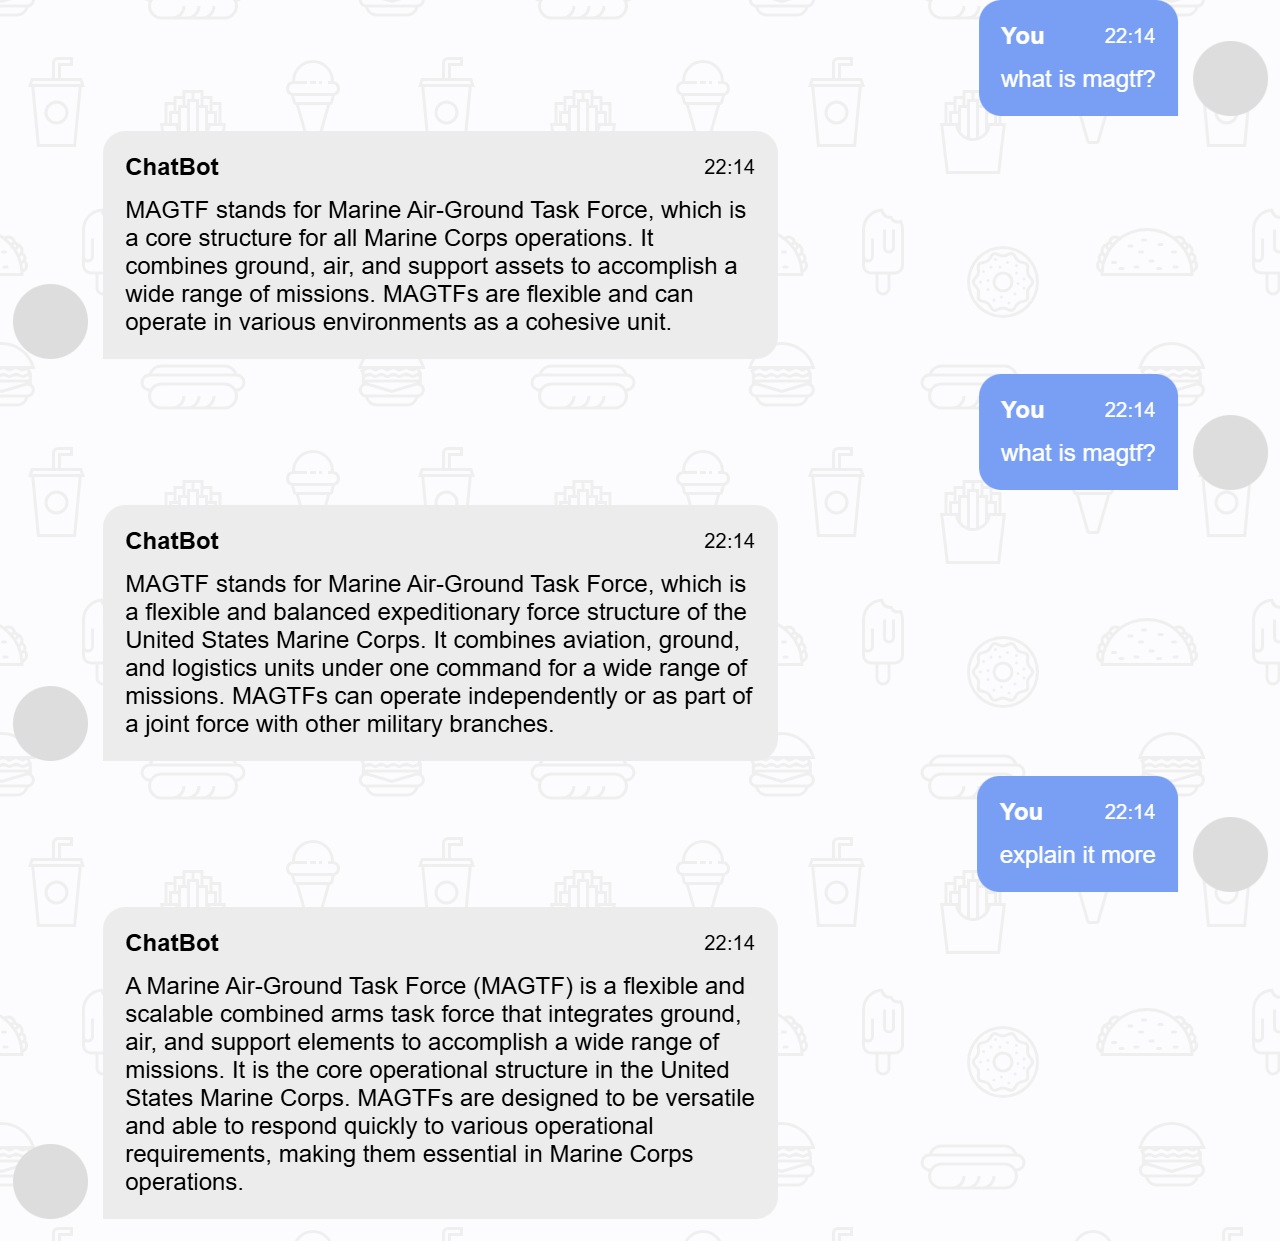 You 22:14
what is magtf?
ChatBot 22:14
MAGTF stands for Marine Air-Ground Task Force, which is
a core structure for all Marine Corps operations. It
combines ground, air, and support assets to accomplish a
wide range of missions. MAGTFs are flexible and can
operate in various environments as a cohesive unit.
You 22:14
what is magtf?
ChatBot 22:14
MAGTF stands for Marine Air-Ground Task Force, which is
a flexible and balanced expeditionary force structure of the
United States Marine Corps. It combines aviation, ground,
and logistics units under one command for a wide range of
missions. MAGTFs can operate independently or as part of
a joint force with other military branches.
You 22:14
explain it more
ChatBot 22:14
A Marine Air-Ground Task Force (MAGTF) is a flexible and
scalable combined arms task force that integrates ground,
air, and support elements to accomplish a wide range of
missions. It is the core operational structure in the United
States Marine Corps. MAGTFs are designed to be versatile
and able to respond quickly to various operational
requirements, making them essential in Marine Corps
operations.